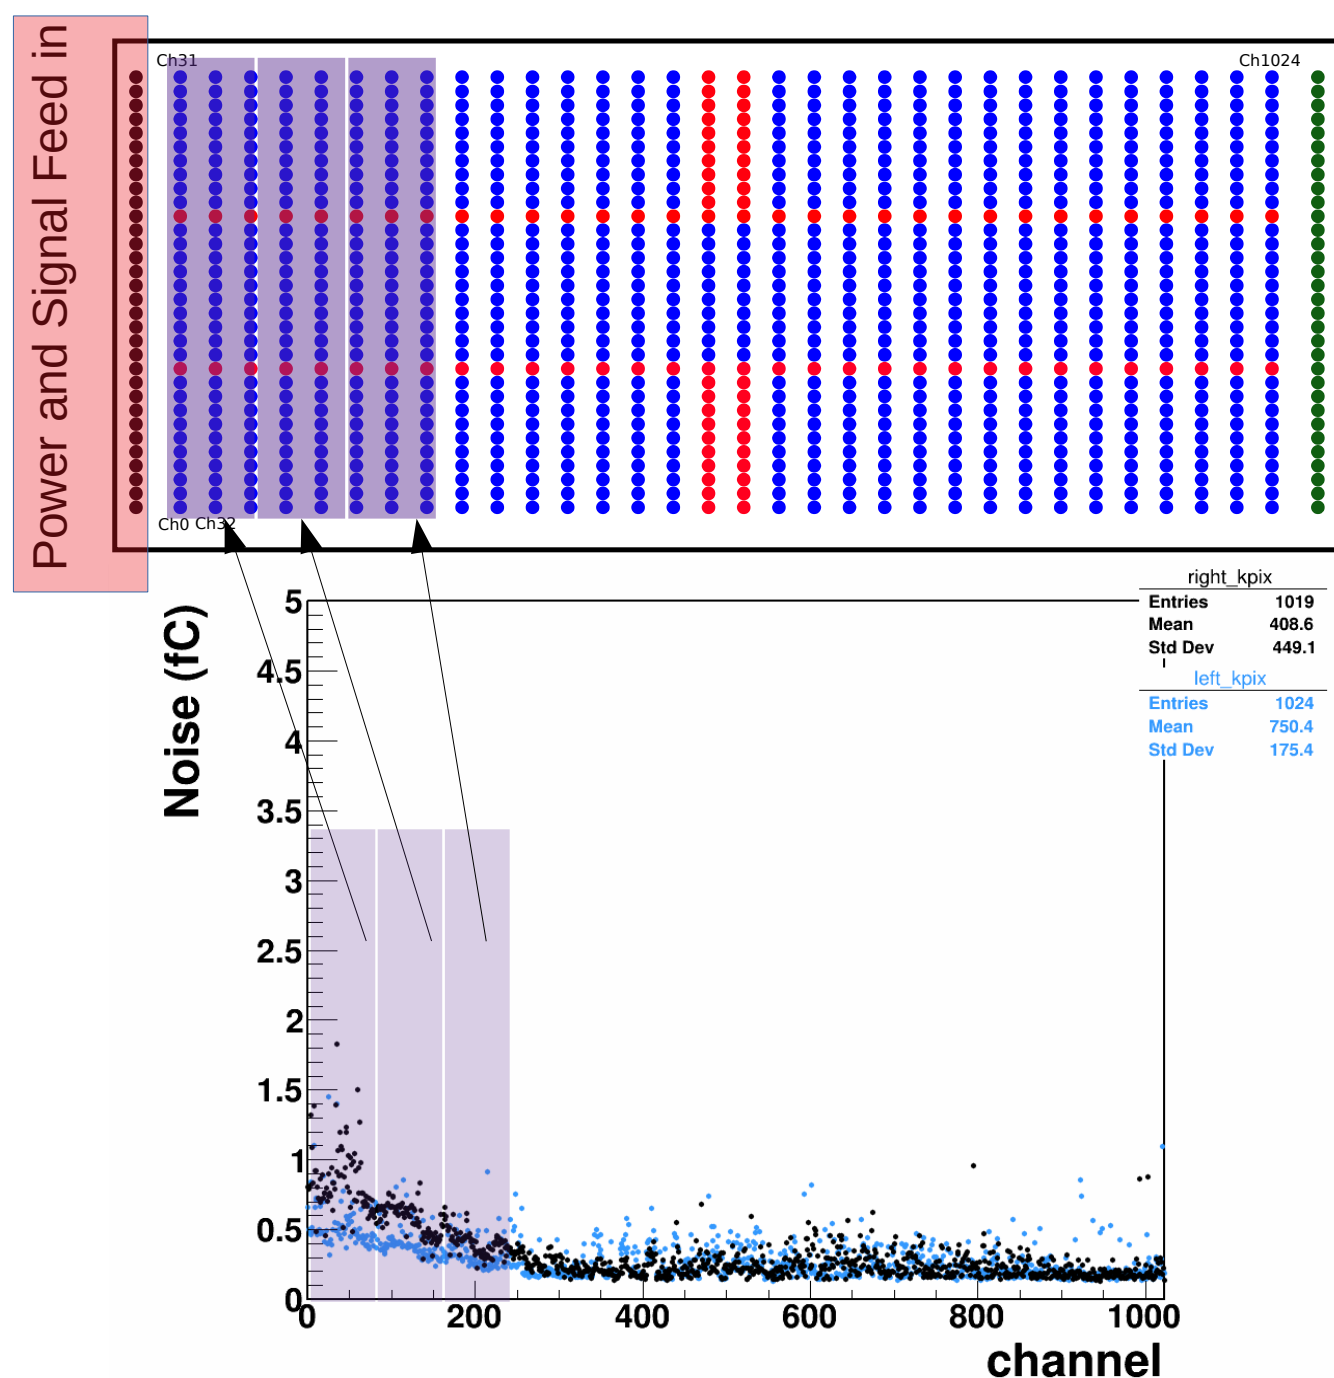 Power and Signal Feed in
Ch31
Ch1024
Ch0 Ch32
right_kpix
Entries 1019
Mean 408.6
Std Dev 449.1
left_kpix
Entries 1024
Mean 750.4
Std Dev 175.4
Noise (fC)
5
4.5
4
3.5
3
2.5
2
1.5
1
0.5
0
0 200 400 600 800 1000
channel